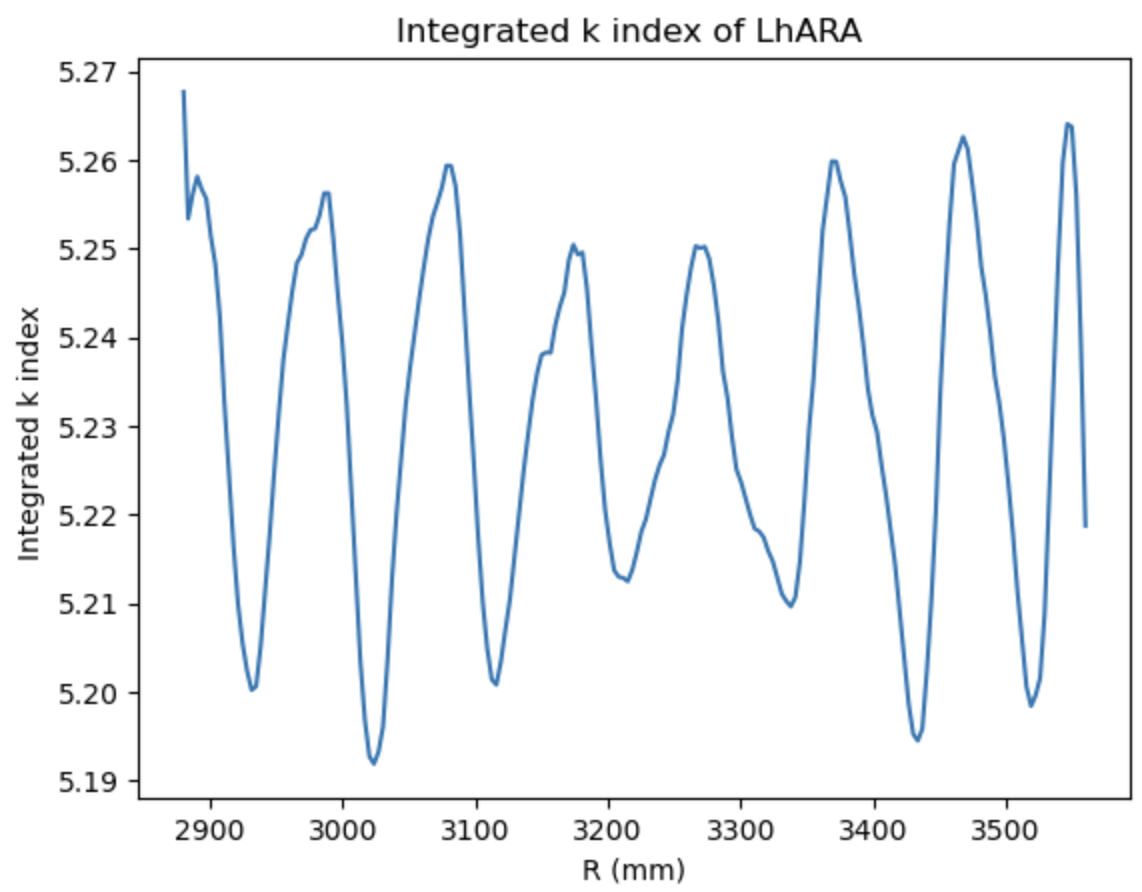 Integrated k index of LhARA
5.27
5.26
5.25
5.24
5.23
5.22
5.21
5.20
5.19
Integrated k index
2900 3000 3100 3200 3300 3400 3500
R (mm)